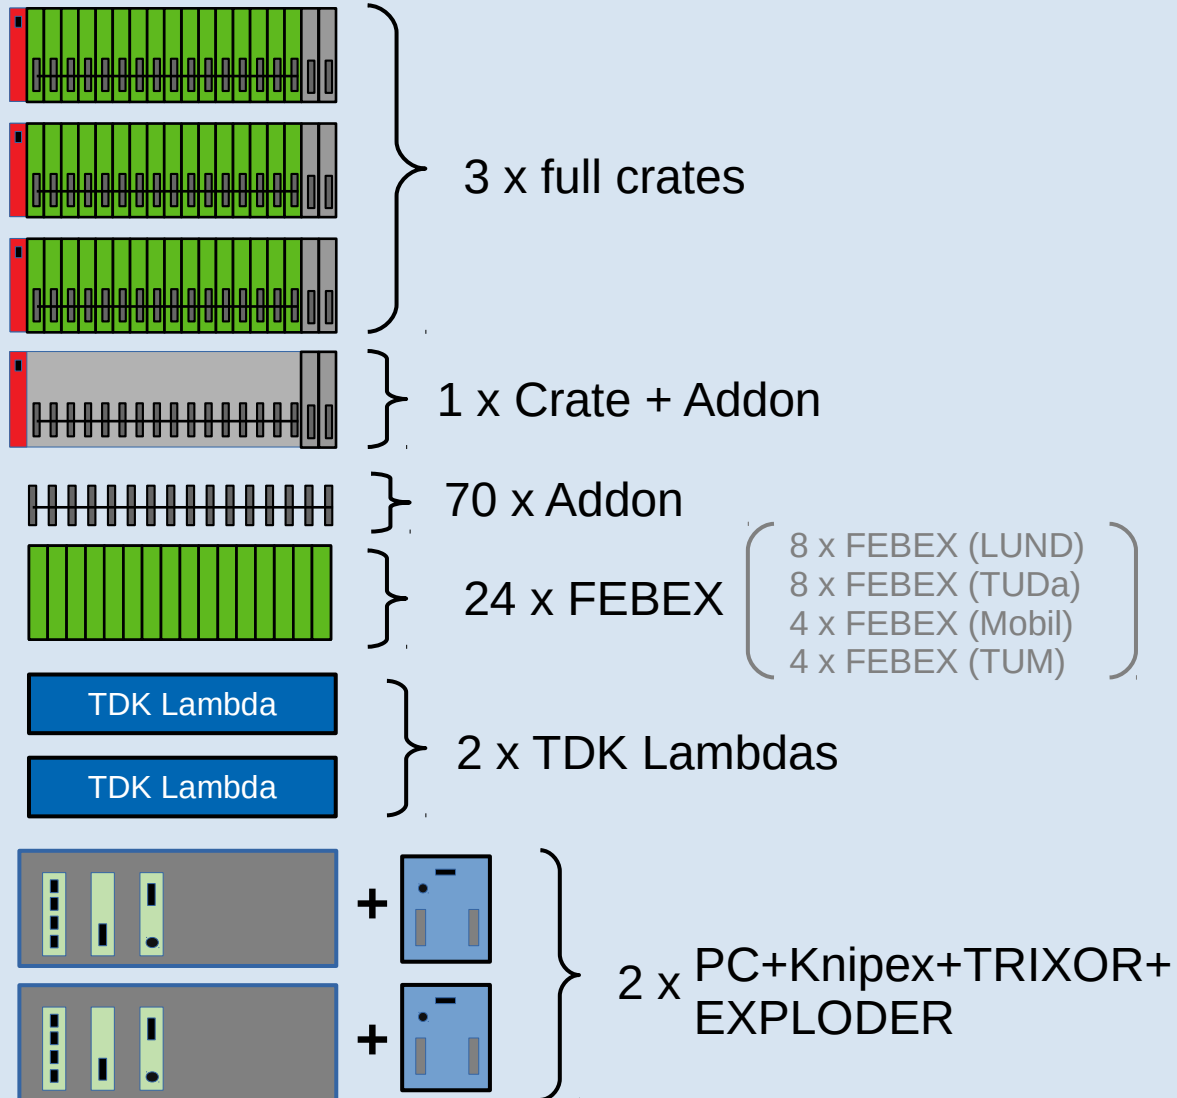 3 x full crates
1 x Crate + Addon
70 x Addon
24 x FEBEX
8 x FEBEX (LUND)
8 x FEBEX (TUDa)
4 x FEBEX (Mobil)
4 x FEBEX (TUM)
TDK Lambda
TDK Lambda
2 x TDK Lambdas
2 x PC+Knipex+TRIXOR+
EXPLODER